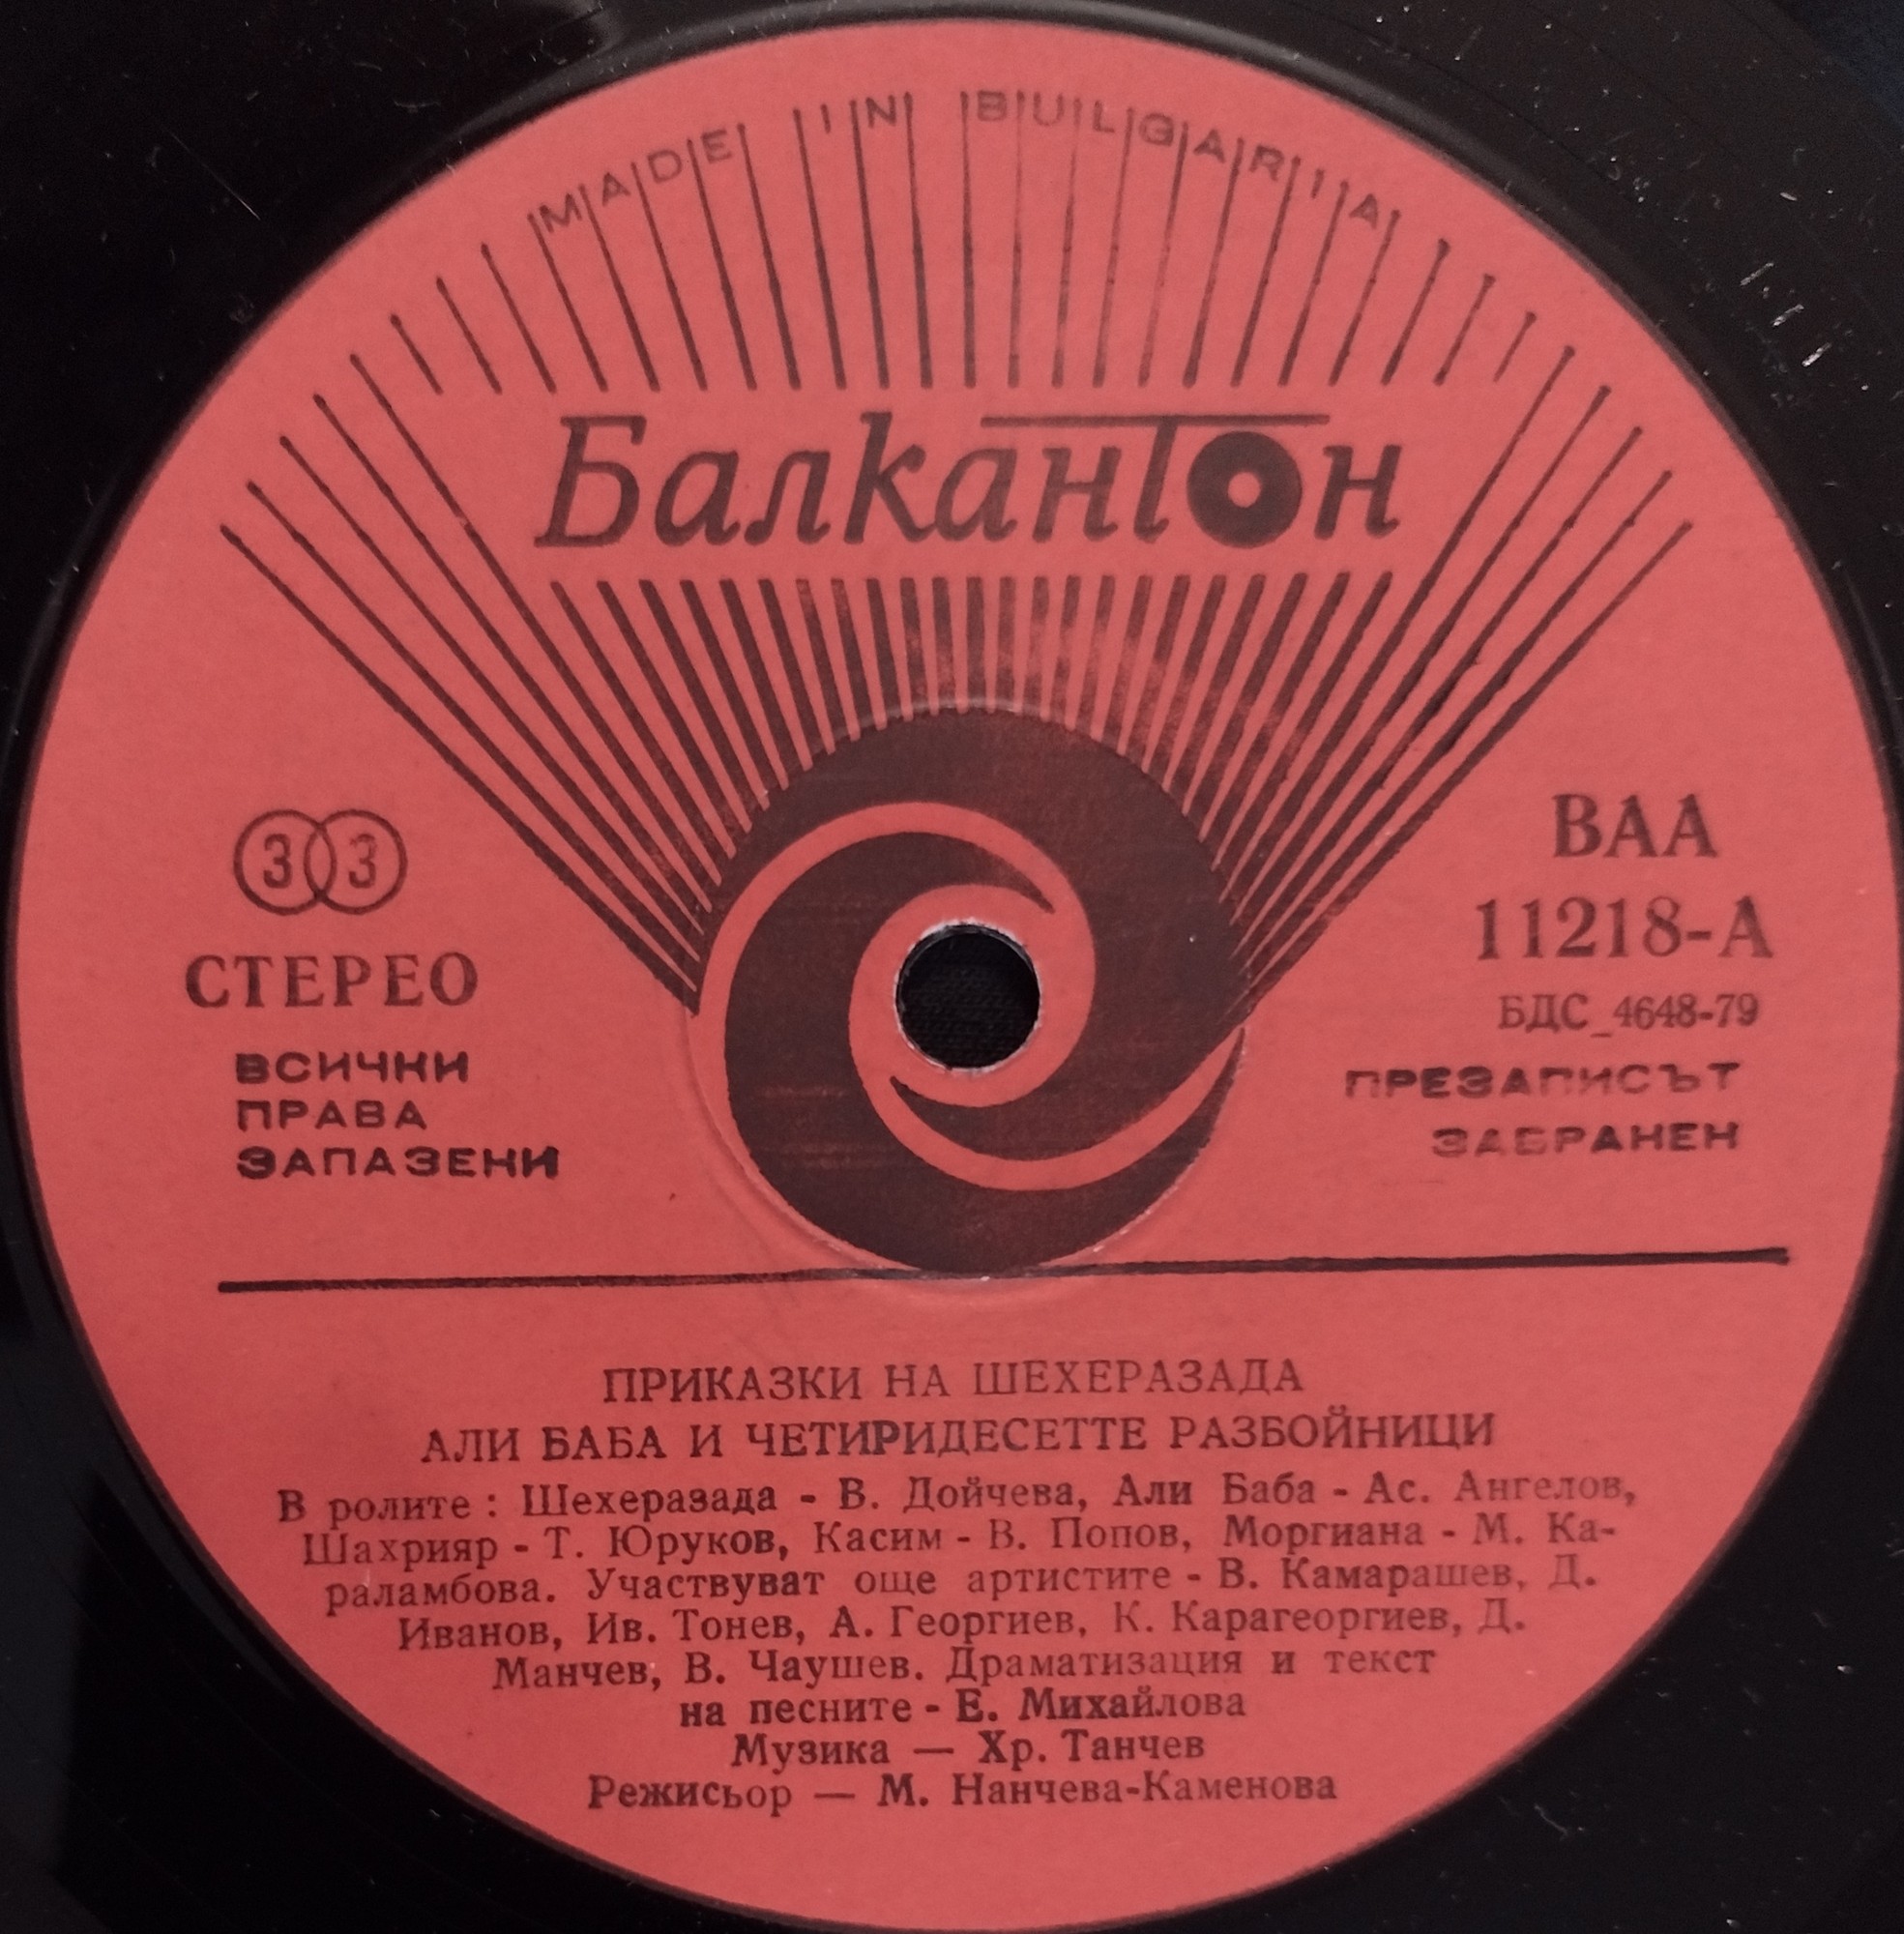 MADE IN BULGARIA
Балкантон
33
СТЕРЕО
ВСИЧКИ
ПРАВА
ЗАПАЗЕНИ
ВАА
11218-А
БДС 4648-79
ПРЕЗАПИСЪТ
ЗАБРАНЕН
ПРИКАЗКИ НА ШЕХЕРАЗАДА
АЛИ БАБА И ЧЕТИРИДЕСЕТТЕ РАЗБОЙНИЦИ
В ролите : Шехеразада - В. Дойчева, Али Баба - Ас. Ангелов,
Шахрияр - Т. Юруков, Касим - В. Попов, Моргиана - М. Ка-
раламбова. Участвуват още артистите - В. Камарашев, Д.
Иванов, Ив. Тонев, А. Георгиев, К. Карагеоргиев, Д.
Манчев, В. Чаушев. Драматизация и текст
на песните - Е. Михайлова
Музика — Хр. Танчев
Режисьор — М. Нанчева-Каменова